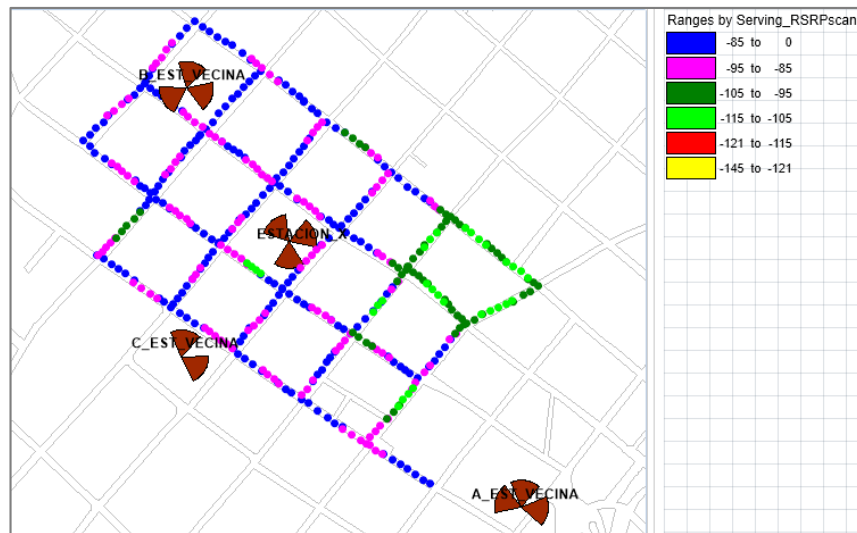 Ranges by Serving_RSRPscan
-85 to 0
-95 to -85
-105 to -95
-115 to -105
-121 to -115
-145 to -121
B_EST_VECINA
ESTACION_X
C_EST_VECINA
A_EST_VECINA